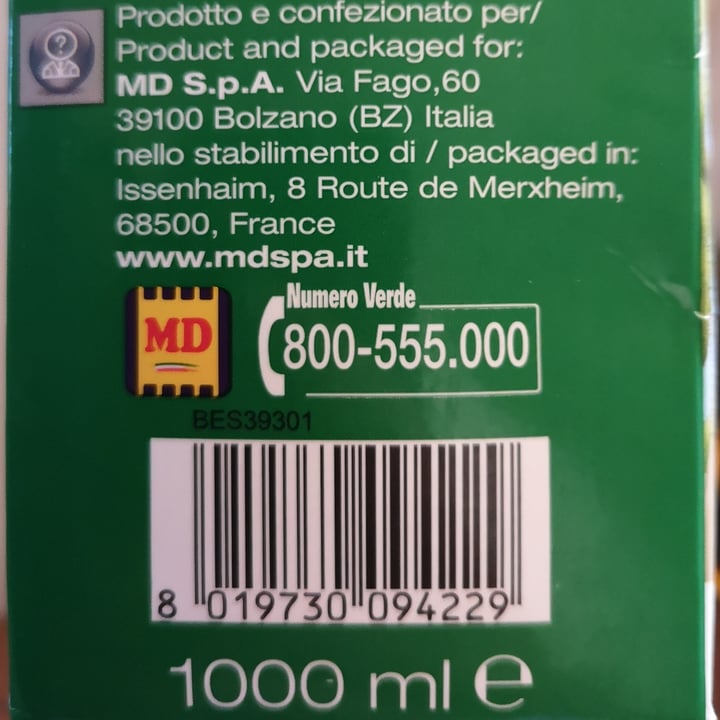 Prodotto e confezionato per/
Product and packaged for:
MD S.p.A. Via Fago,60
39100 Bolzano (BZ) Italia
nello stabilimento di / packaged in:
Issenhaim, 8 Route de Merxheim,
68500, France
www.mdspa.it
MD
Numero Verde
800-555.000
BES39301
8 019730 094229
1000 ml e